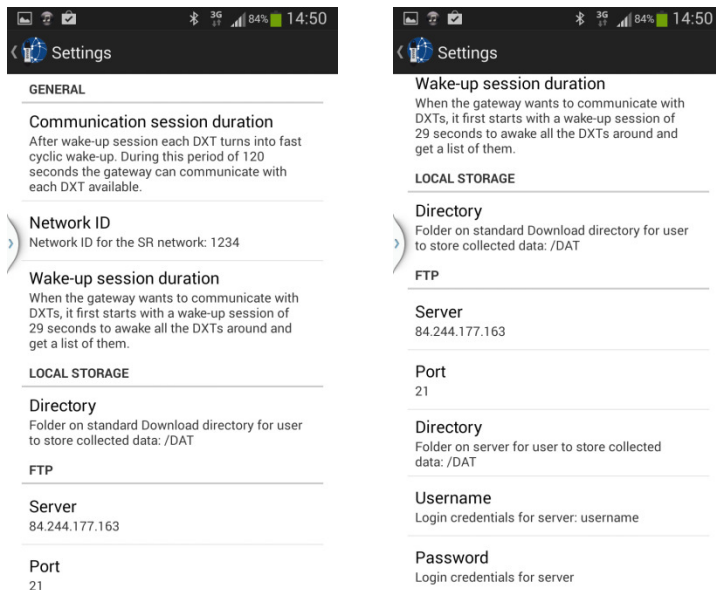 3G 84% 14:50
Settings
GENERAL
Communication session duration
After wake-up session each DXT turns into fast
cyclic wake-up. During this period of 120
seconds the gateway can communicate with
each DXT available.
Network ID
Network ID for the SR network: 1234
Wake-up session duration
When the gateway wants to communicate with
DXTs, it first starts with a wake-up session of
29 seconds to awake all the DXTs around and
get a list of them.
LOCAL STORAGE
Directory
Folder on standard Download directory for user
to store collected data: /DAT
FTP
Server
84.244.177.163
Port
21
3G 84% 14:50
Settings
Wake-up session duration
When the gateway wants to communicate with
DXTs, it first starts with a wake-up session of
29 seconds to awake all the DXTs around and
get a list of them.
LOCAL STORAGE
Directory
Folder on standard Download directory for user
to store collected data: /DAT
FTP
Server
84.244.177.163
Port
21
Directory
Folder on server for user to store collected
data: /DAT
Username
Login credentials for server: username
Password
Login credentials for server